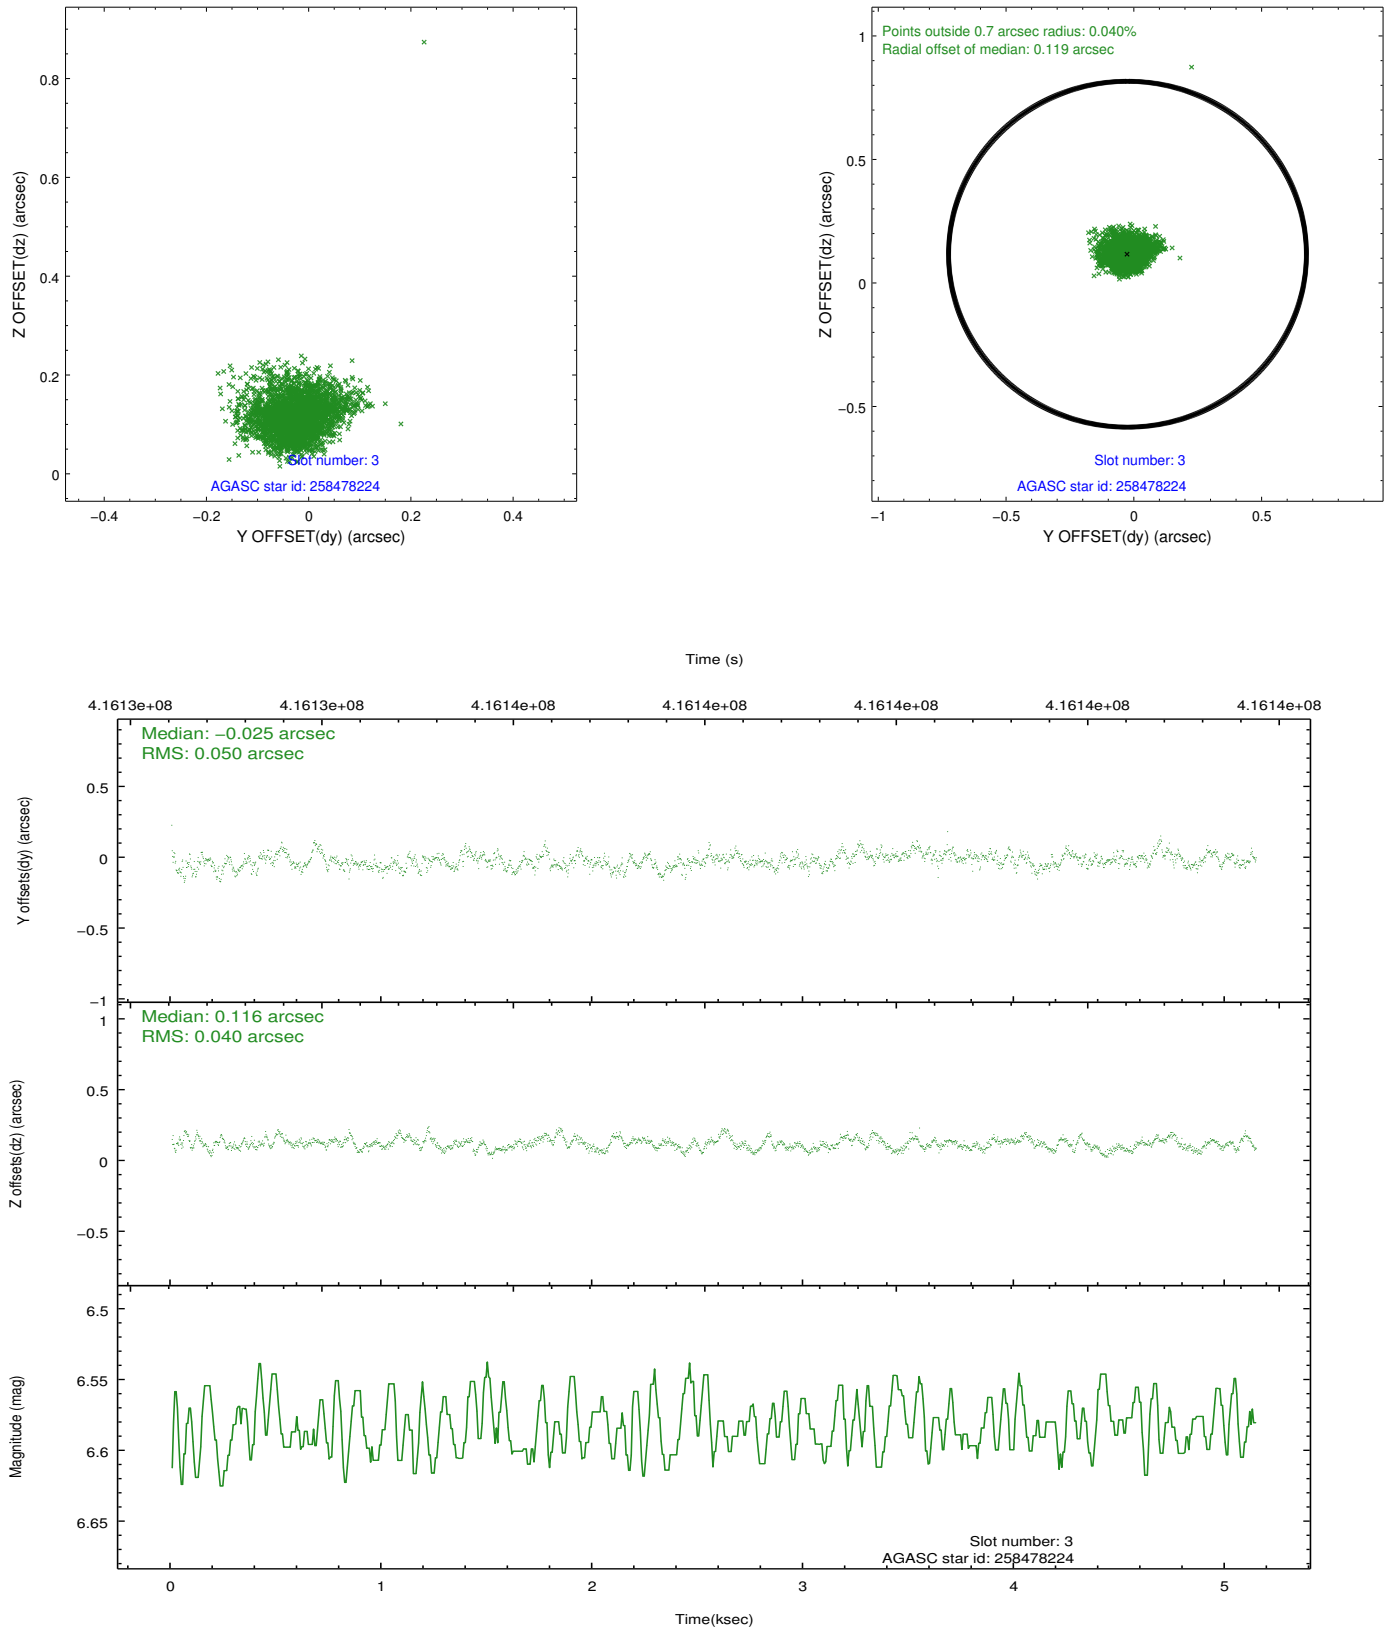 0.8
0.6
0.4
0.2
0
−0.4
−0.2
0
0.2
0.4
Z OFFSET(dz) (arcsec)
Y OFFSET(dy) (arcsec)
Slot number: 3
AGASC star id: 258478224
Points outside 0.7 arcsec radius: 0.040%
Radial offset of median: 0.119 arcsec
1
0.5
0
−0.5
−1
−0.5
0
0.5
Z OFFSET(dz) (arcsec)
Y OFFSET(dy) (arcsec)
Slot number: 3
AGASC star id: 258478224
Time (s)
4.1613e+08
4.1613e+08
4.1614e+08
4.1614e+08
4.1614e+08
4.1614e+08
4.1614e+08
Median: −0.025 arcsec
RMS: 0.050 arcsec
0.5
0
−0.5
−1
Y offsets(dy) (arcsec)
Median: 0.116 arcsec
RMS: 0.040 arcsec
1
0.5
0
−0.5
Z offsets(dz) (arcsec)
6.5
6.55
6.6
6.65
Magnitude (mag)
Slot number: 3
AGASC star id: 258478224
0
1
2
3
4
5
Time(ksec)